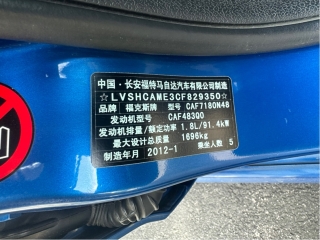 中国·长安福特马自达汽车有限公司制造
☆LVSHCAME3CF829350☆
品牌 福克斯牌 型号 CAF7180N48
发动机型号 CAF483Q0
发动机排量/额定功率 1.8L/91.4kW
最大设计总质量 1696kg
制造年月 2012-1 乘坐人数 5